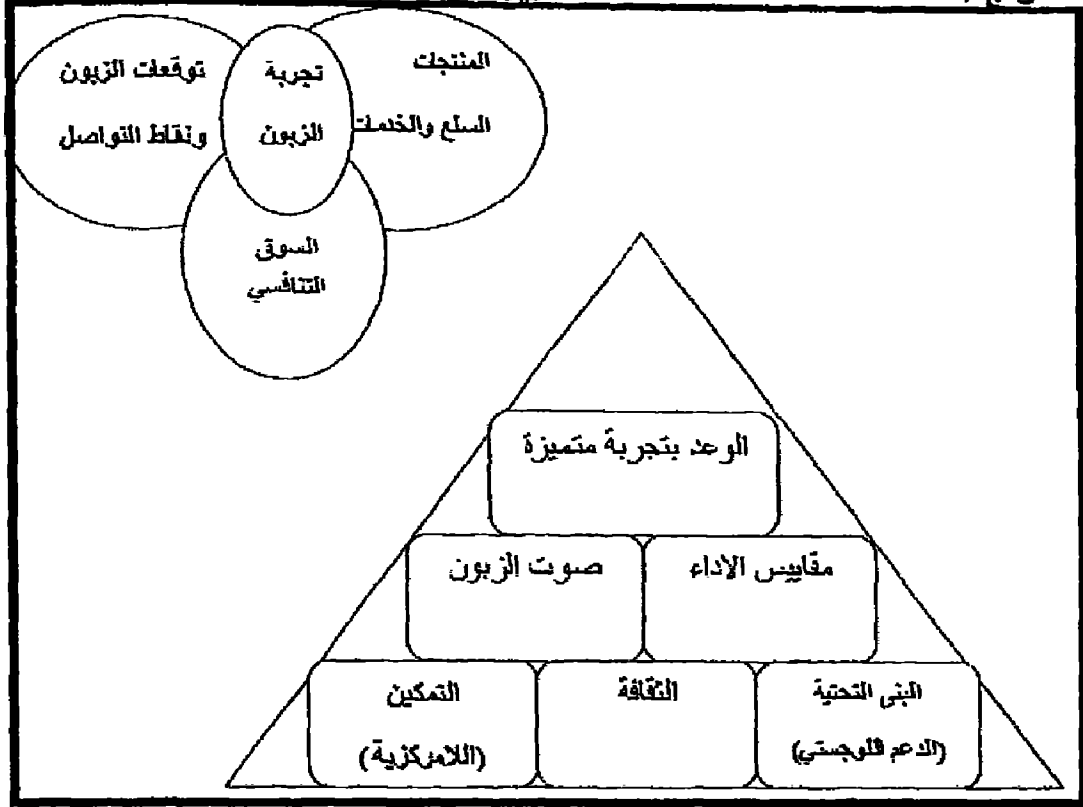 المنتجات
السلع والخدمات
تجربة
الزبون
توقعات الزبون
ونقاط التواصل
السوق
التنافسي
الوعد بتجربة متميزة
مقاييس الاداء
صوت الزبون
البنى التحتية
(الدعم اللوجستي)
الثقافة
التمكين
(اللامركزية)